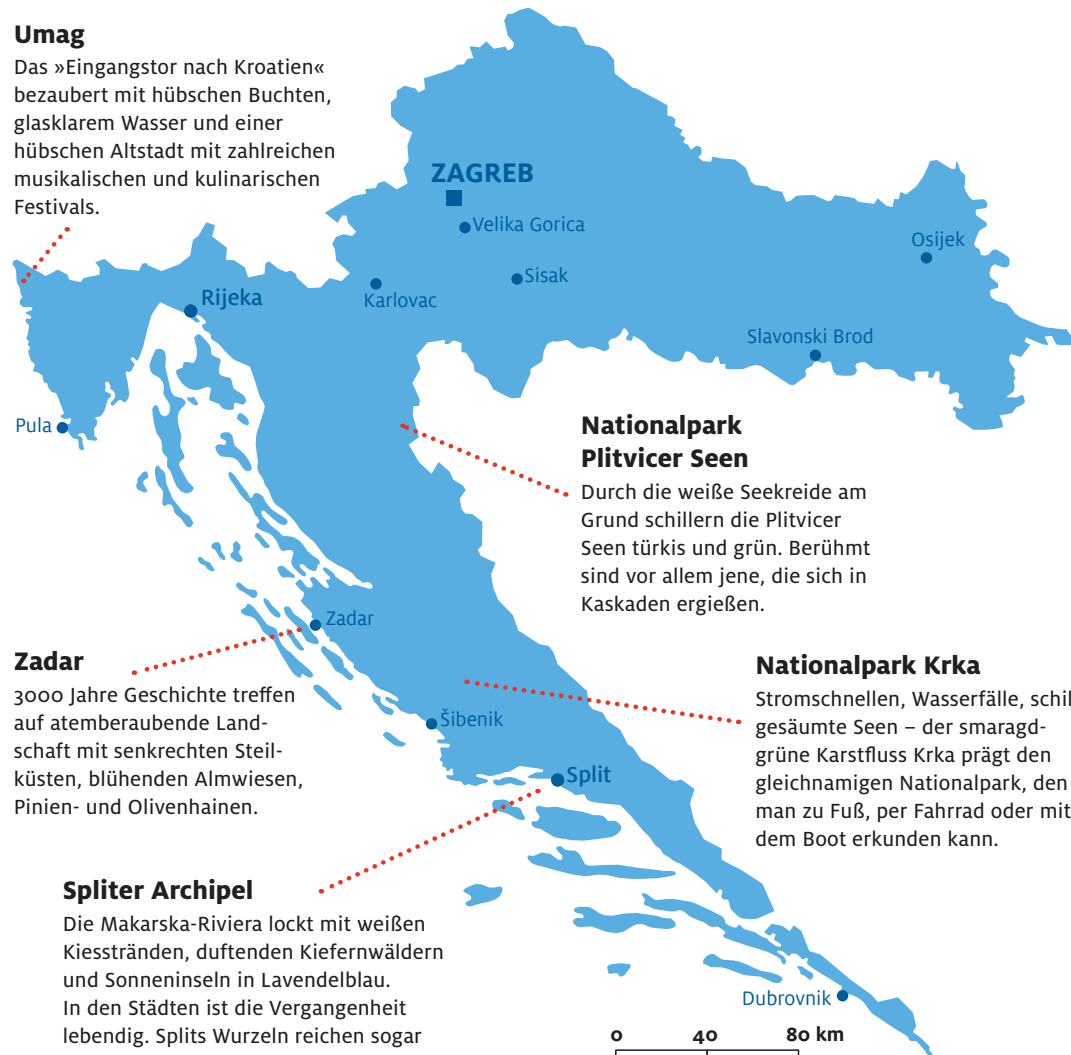 Umag
Das »Eingangstor nach Kroatien«
bezaubert mit hübschen Buchten,
glasklarem Wasser und einer
hübschen Altstadt mit zahlreichen
musikalischen und kulinarischen
Festivals.
ZAGREB
Velika Gorica
Osijek
Sisak
Karlovac
Rijeka
Slavonski Brod
Pula
Nationalpark
Plitvicer Seen
Durch die weiße Seekreide am
Grund schillern die Plitvicer
Seen türkis und grün. Berühmt
sind vor allem jene, die sich in
Kaskaden ergießen.
Zadar
Zadar
3000 Jahre Geschichte treffen
auf atemberaubende Land-
schaft mit senkrechten Steil-
küsten, blühenden Almwiesen,
Pinien- und Olivenhainen.
Šibenik
Nationalpark Krka
Stromschnellen, Wasserfälle, schil
gesäumte Seen – der smaragd-
grüne Karstfluss Krka prägt den
gleichnamigen Nationalpark, den
man zu Fuß, per Fahrrad oder mit
dem Boot erkunden kann.
Split
Spliter Archipel
Die Makarska-Riviera lockt mit weißen
Kiesstränden, duftenden Kiefernwäldern
und Sonneninseln in Lavendelblau.
In den Städten ist die Vergangenheit
lebendig. Splits Wurzeln reichen sogar
Dubrovnik
0 40 80 km